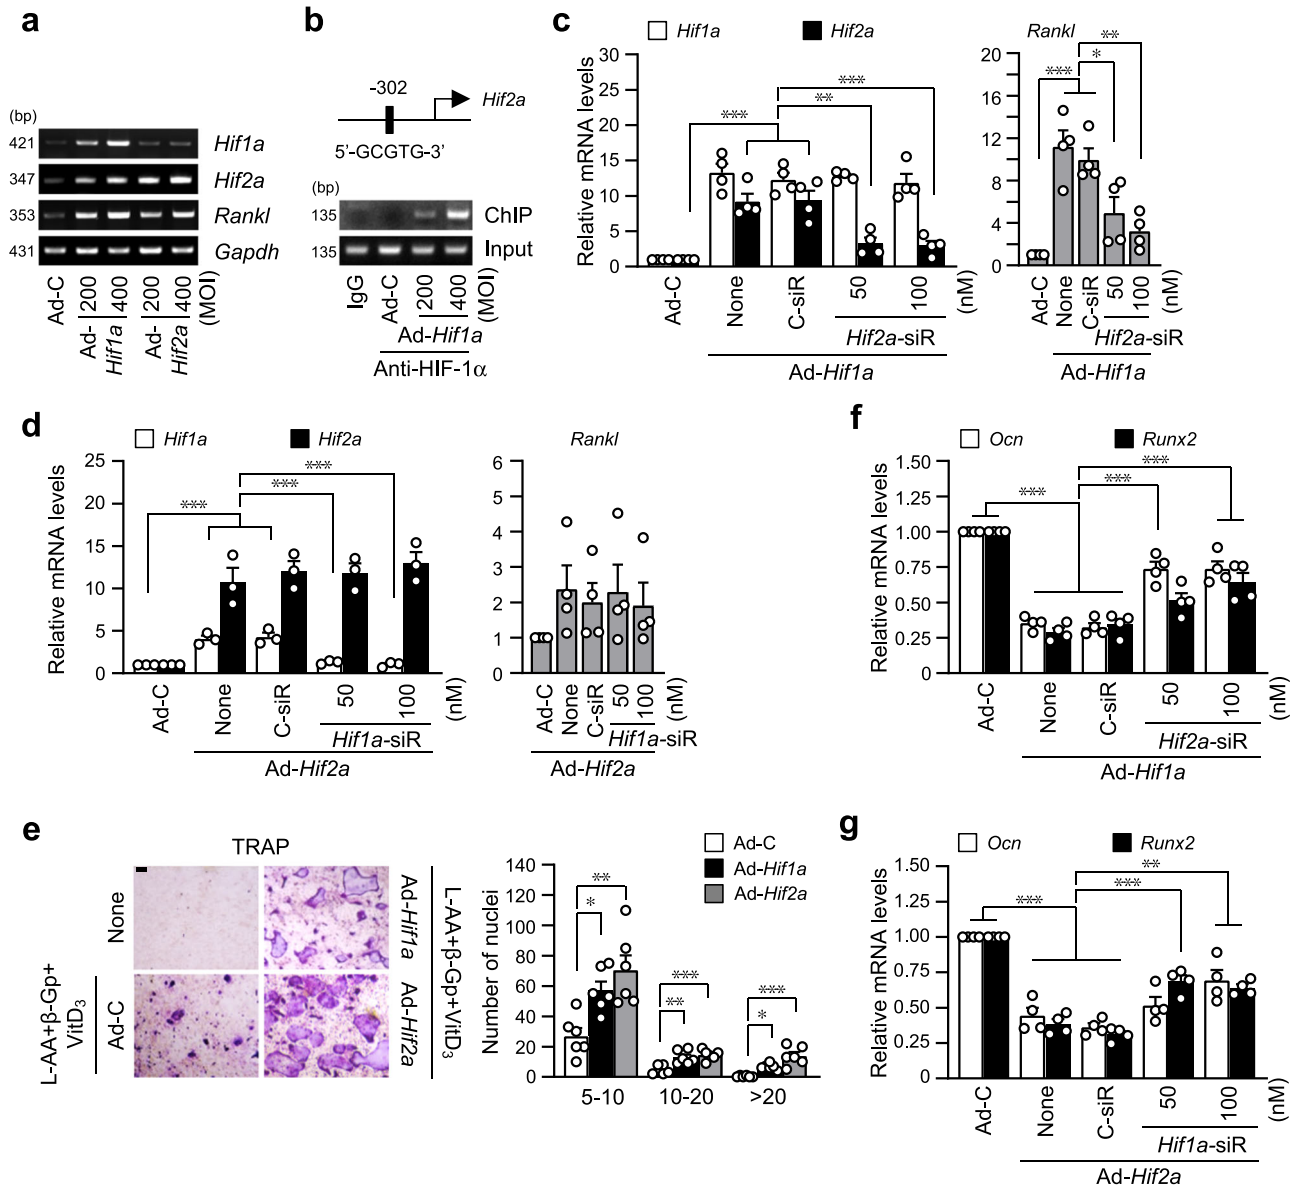 a
(bp)
421
Hif1a
347
Hif2a
353
Rankl
431
Gapdh
Ad-C
200
400
200
400
(MOI)
Ad-
Hif1a
Ad-
Hif2a
b
-302
Hif2a
5’-GCGTG-3’
(bp)
135
ChIP
135
Input
IgG
Ad-C
200
400
(MOI)
Ad-Hif1a
Anti-HIF-1α
c
Hif1a
Hif2a
Relative mRNA levels
30
25
20
15
10
5
0
***
**
***
Ad-C
None
C-siR
50
100
(nM)
Hif2a-siR
Ad-Hif1a
Rankl
20
16
12
8
4
0
***
*
**
Ad-C
None
C-siR
50
100
(nM)
Hif2a-siR
Ad-Hif1a
d
Hif1a
Hif2a
Relative mRNA levels
25
20
15
10
5
0
***
***
***
Ad-C
None
C-siR
50
100
(nM)
Hif1a-siR
Ad-Hif2a
Rankl
6
5
4
3
2
1
0
Ad-C
None
C-siR
50
100
(nM)
Hif1a-siR
Ad-Hif2a
e
TRAP
None
Ad-C
L-AA+β-Gp+
VitD3
Ad-Hif1a
Ad-Hif2a
L-AA+β-Gp+VitD3
Ad-C
Ad-Hif1a
Ad-Hif2a
Number of nuclei
140
120
100
80
60
40
20
0
*
**
**
***
*
***
5-10
10-20
>20
f
Ocn
Runx2
Relative mRNA levels
1.50
1.25
1.00
0.75
0.50
0.25
0
***
***
***
Ad-C
None
C-siR
50
100
(nM)
Hif2a-siR
Ad-Hif1a
g
Ocn
Runx2
Relative mRNA levels
1.50
1.25
1.00
0.75
0.50
0.25
0
***
***
**
Ad-C
None
C-siR
50
100
(nM)
Hif1a-siR
Ad-Hif2a